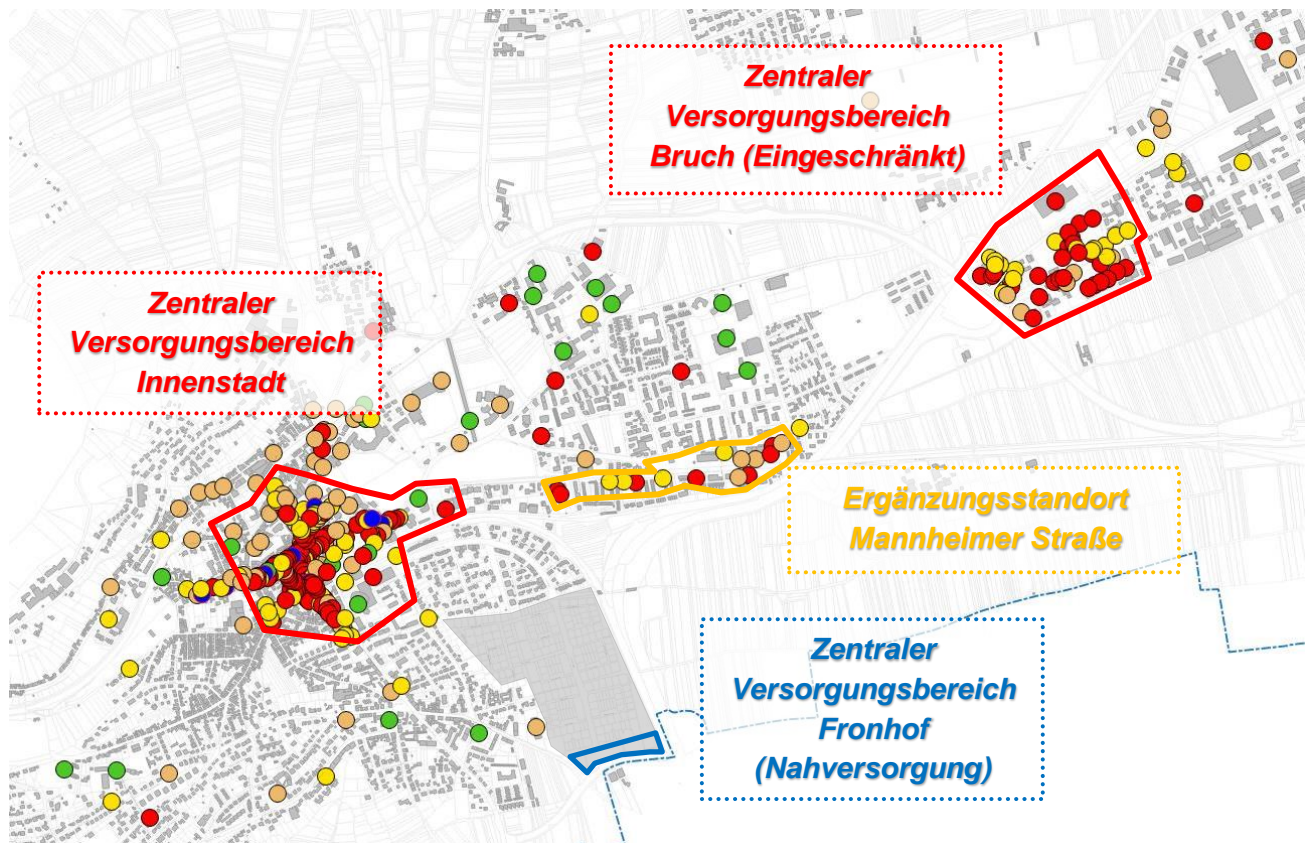 Zentraler
Versorgungsbereich
Bruch (Eingeschränkt)
Zentraler
Versorgungsbereich
Innenstadt
Ergänzungsstandort
Mannheimer Straße
Zentraler
Versorgungsbereich
Fronhof
(Nahversorgung)